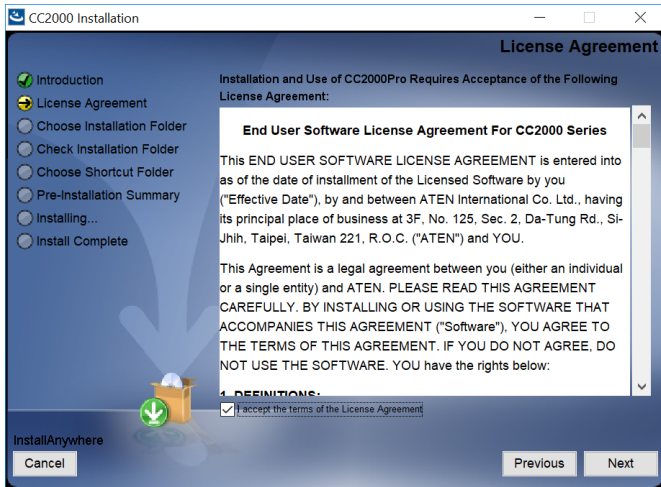 CC2000 Installation
License Agreement
Introduction
License Agreement
Choose Installation Folder
Check Installation Folder
Choose Shortcut Folder
Pre-Installation Summary
Installing...
Install Complete
Installation and Use of CC2000Pro Requires Acceptance of the Following
License Agreement:
End User Software License Agreement For CC2000 Series
This END USER SOFTWARE LICENSE AGREEMENT is entered into
as of the date of installment of the Licensed Software by you
("Effective Date"), by and between ATEN International Co. Ltd., having
its principal place of business at 3F, No. 125, Sec. 2, Da-Tung Rd., Si-
Jhih, Taipei, Taiwan 221, R.O.C. ("ATEN") and YOU.
This Agreement is a legal agreement between you (either an individual
or a single entity) and ATEN. PLEASE READ THIS AGREEMENT
CAREFULLY. BY INSTALLING OR USING THE SOFTWARE THAT
ACCOMPANIES THIS AGREEMENT ("Software"), YOU AGREE TO
THE TERMS OF THIS AGREEMENT. IF YOU DO NOT AGREE, DO
NOT USE THE SOFTWARE. YOU have the rights below:
1. DEFINITIONS:
I accept the terms of the License Agreement
InstallAnywhere
Cancel
Previous
Next